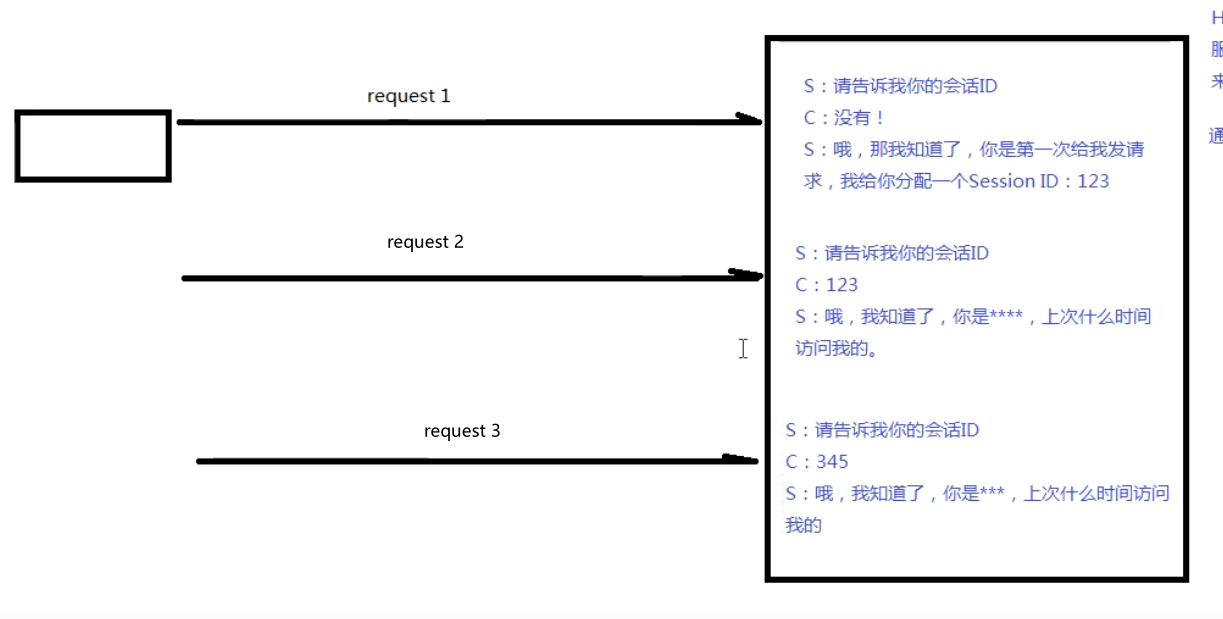 request 1
S：请告诉我你的会话ID
C：没有！
S：哦，那我知道了，你是第一次给我发请
求，我给你分配一个Session ID：123
request 2
S：请告诉我你的会话ID
C：123
S：哦，我知道了，你是****，上次什么时间
访问我的。
request 3
S：请告诉我你的会话ID
C：345
S：哦，我知道了，你是***，上次什么时间访问
我的
H
服
来
通